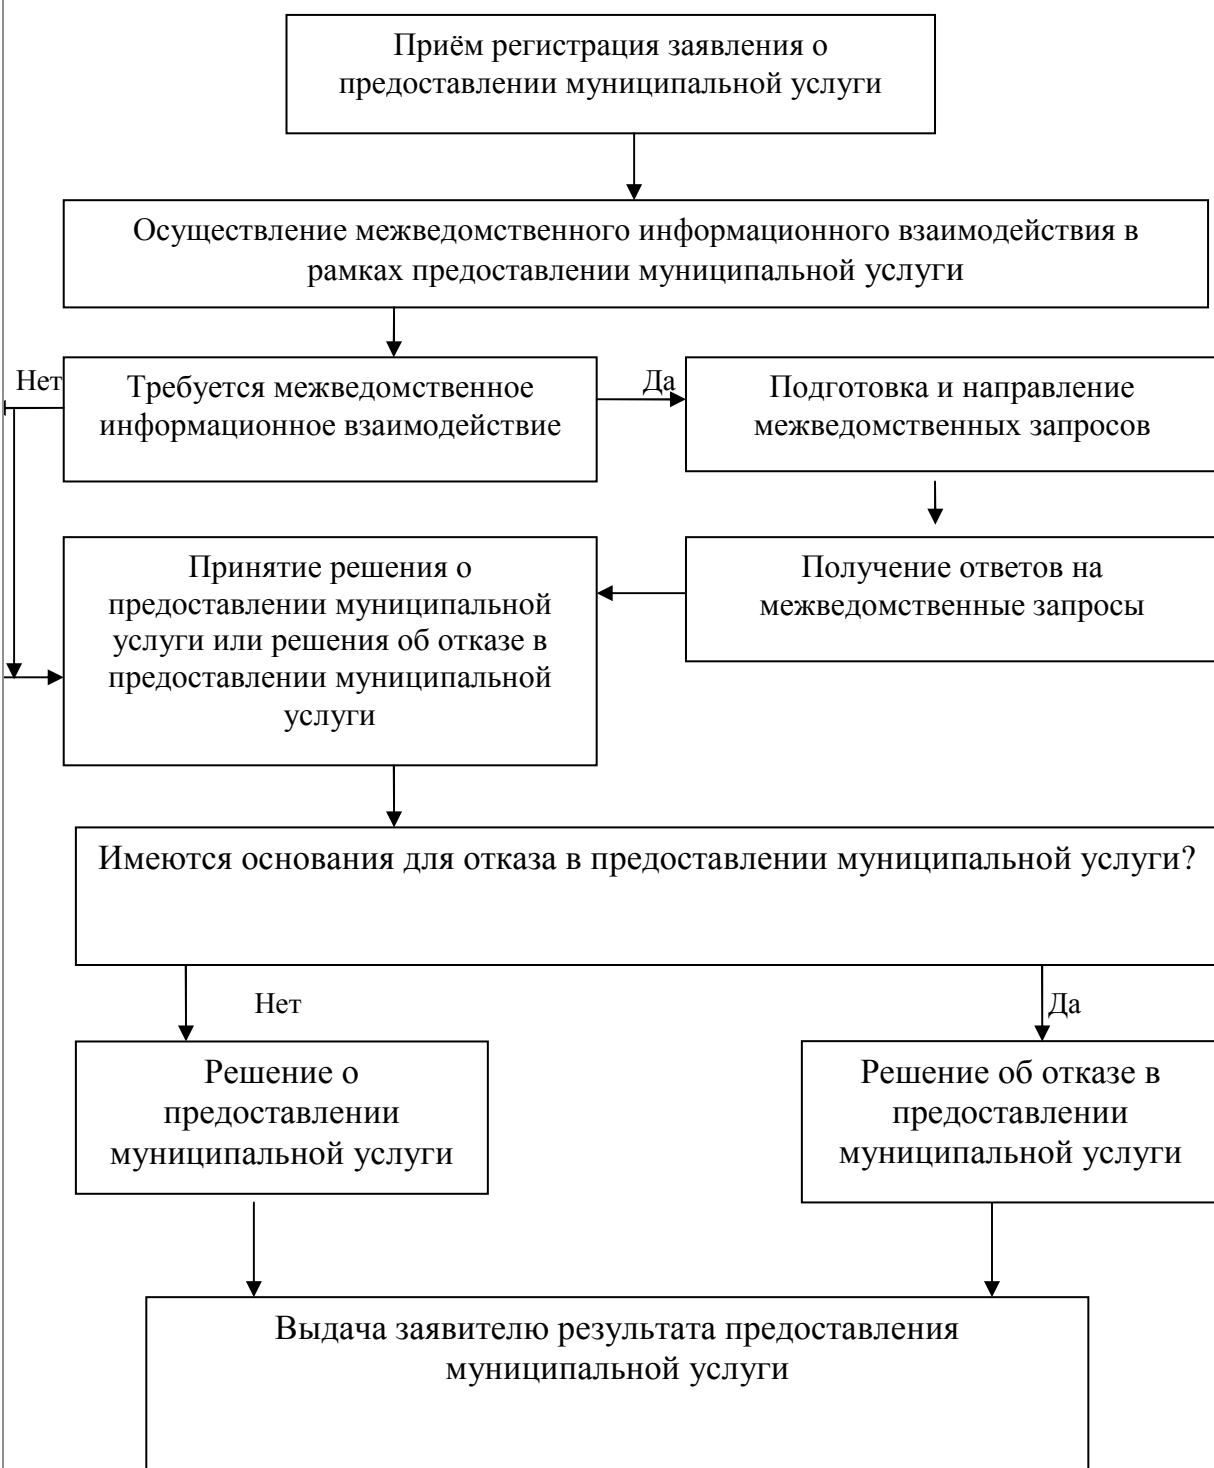 Приём регистрация заявления о
предоставлении муниципальной услуги
Осуществление межведомственного информационного взаимодействия в
рамках предоставлении муниципальной услуги
Нет
Требуется межведомственное
информационное взаимодействие
Да
Подготовка и направление
межведомственных запросов
Принятие решения о
предоставлении муниципальной
услуги или решения об отказе в
предоставлении муниципальной
услуги
Получение ответов на
межведомственные запросы
Имеются основания для отказа в предоставлении муниципальной услуги?
Нет
Да
Решение о
предоставлении
муниципальной услуги
Решение об отказе в
предоставлении
муниципальной услуги
Выдача заявителю результата предоставления
муниципальной услуги